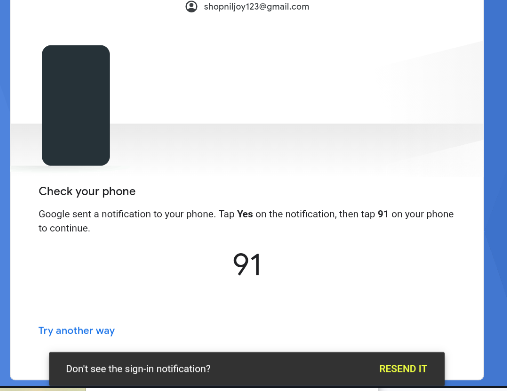 shopniljoy123@gmail.com
Check your phone
Google sent a notification to your phone. Tap Yes on the notification, then tap 91 on your phone
to continue.
91
Try another way
Don't see the sign-in notification? RESEND IT